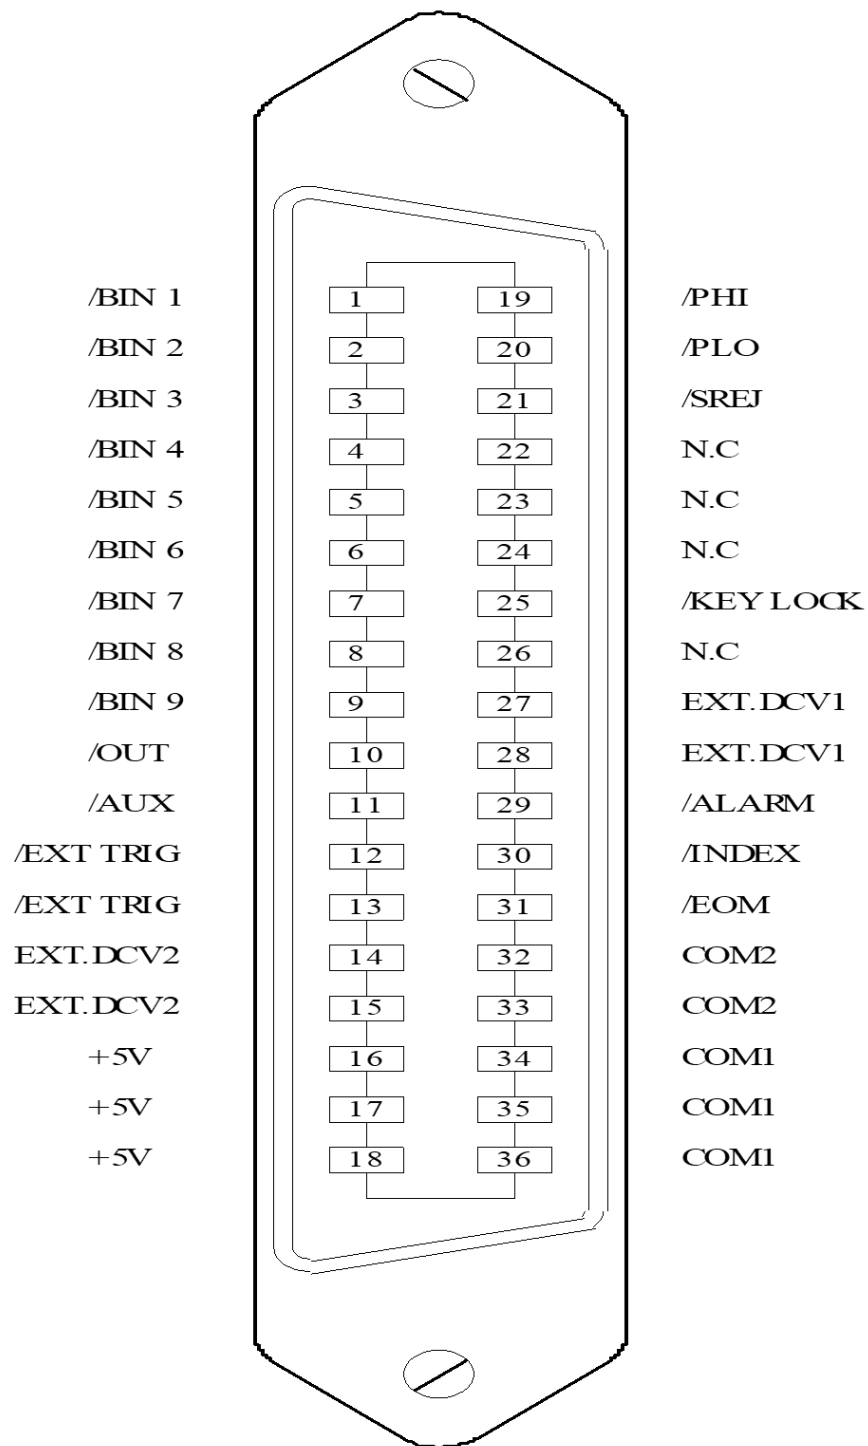 /BIN 1 1 19 /PHI
/BIN 2 2 20 /PLO
/BIN 3 3 21 /SREJ
/BIN 4 4 22 N.C
/BIN 5 5 23 N.C
/BIN 6 6 24 N.C
/BIN 7 7 25 /KEY LOCK
/BIN 8 8 26 N.C
/BIN 9 9 27 EXT.DCV1
/OUT 10 28 EXT.DCV1
/AUX 11 29 /ALARM
/EXT TRIG 12 30 /INDEX
/EXT TRIG 13 31 /EOM
EXT.DCV2 14 32 COM2
EXT.DCV2 15 33 COM2
+5V 16 34 COM1
+5V 17 35 COM1
+5V 18 36 COM1